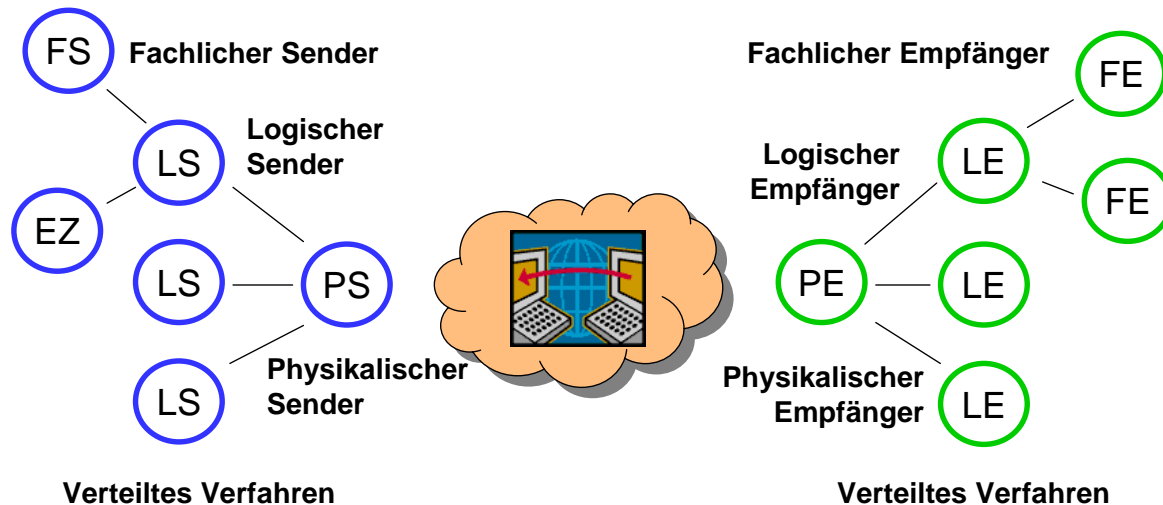 FS
Fachlicher Sender
LS
Logischer
Sender
EZ
LS
PS
LS
Physikalischer
Sender
Verteiltes Verfahren
Fachlicher Empfänger
FE
Logischer
Empfänger
LE
FE
PE
LE
Physikalischer
Empfänger
LE
Verteiltes Verfahren